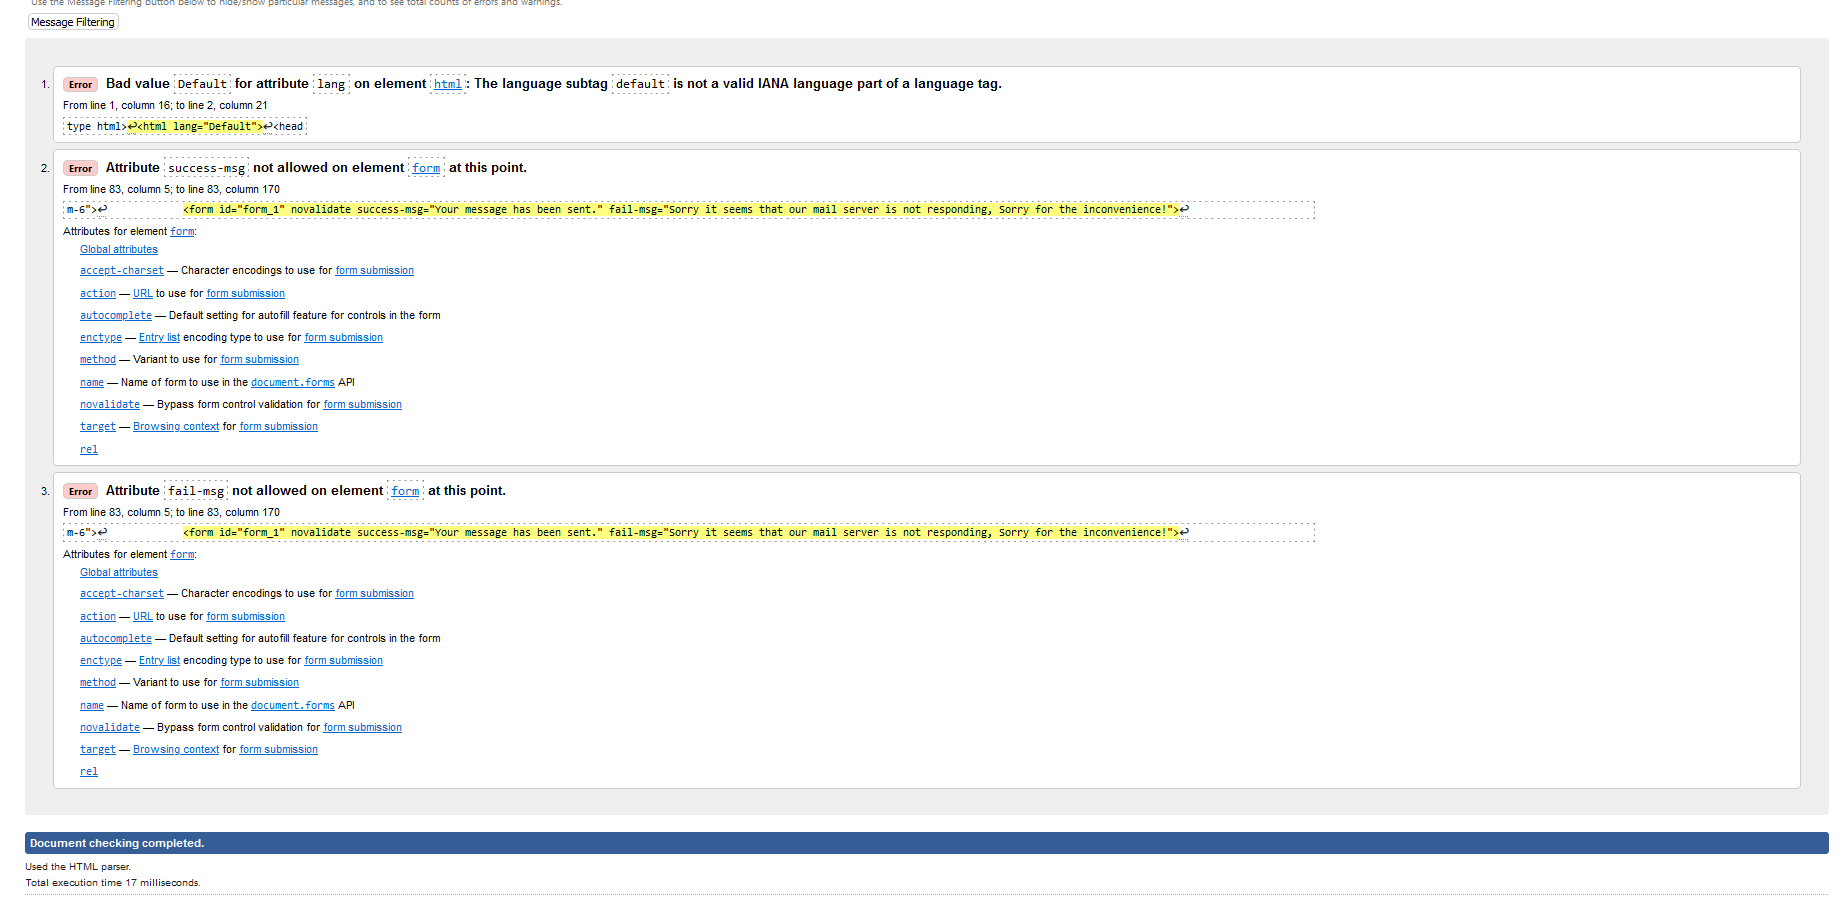 Use the Message Filtering button below to hide/show particular messages, and to see total counts of errors and warnings.
Message Filtering
1. Error Bad value Default for attribute lang on element html: The language subtag default is not a valid IANA language part of a language tag.
From line 1, column 16; to line 2, column 21
type html>↩<html lang="Default">↩<head
2. Error Attribute success-msg not allowed on element form at this point.
From line 83, column 5; to line 83, column 170
m-6">↩ <form id="form_1" novalidate success-msg="Your message has been sent." fail-msg="Sorry it seems that our mail server is not responding, Sorry for the inconvenience!">↩
Attributes for element form:
Global attributes
accept-charset — Character encodings to use for form submission
action — URL to use for form submission
autocomplete — Default setting for autofill feature for controls in the form
enctype — Entry list encoding type to use for form submission
method — Variant to use for form submission
name — Name of form to use in the document.forms API
novalidate — Bypass form control validation for form submission
target — Browsing context for form submission
rel
3. Error Attribute fail-msg not allowed on element form at this point.
From line 83, column 5; to line 83, column 170
m-6">↩ <form id="form_1" novalidate success-msg="Your message has been sent." fail-msg="Sorry it seems that our mail server is not responding, Sorry for the inconvenience!">↩
Attributes for element form:
Global attributes
accept-charset — Character encodings to use for form submission
action — URL to use for form submission
autocomplete — Default setting for autofill feature for controls in the form
enctype — Entry list encoding type to use for form submission
method — Variant to use for form submission
name — Name of form to use in the document.forms API
novalidate — Bypass form control validation for form submission
target — Browsing context for form submission
rel
Document checking completed.
Used the HTML parser.
Total execution time 17 milliseconds.